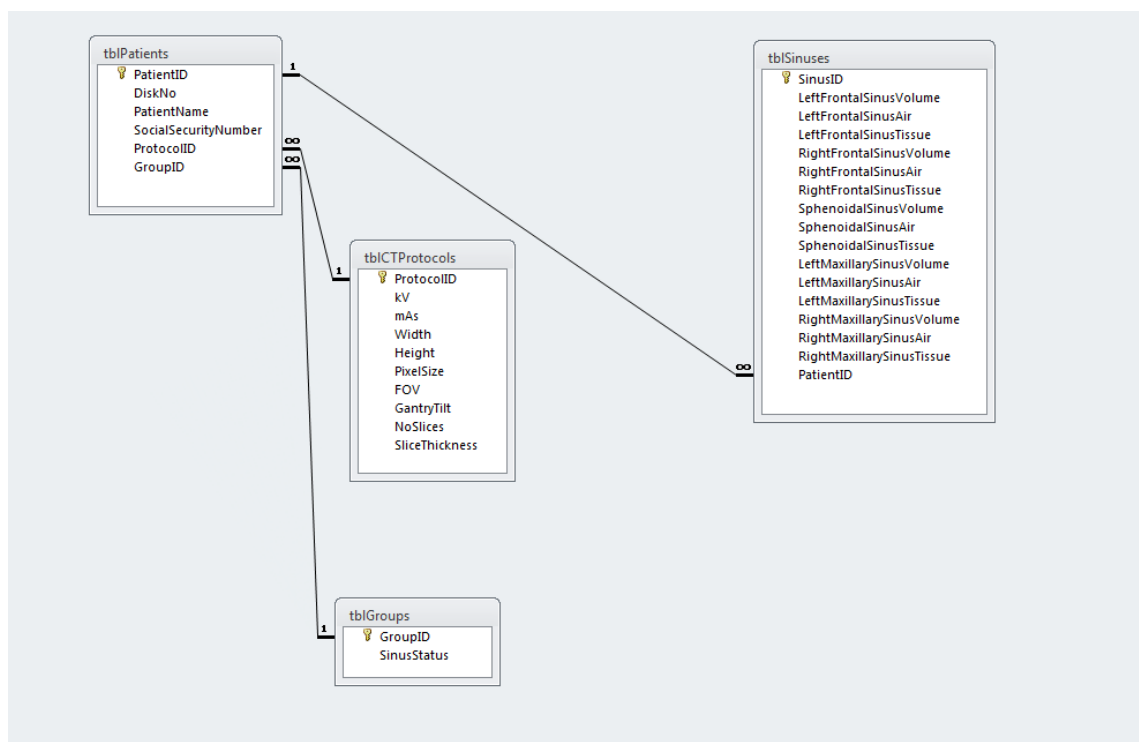 tblPatients
PatientID
DiskNo
PatientName
SocialSecurityNumber
ProtocolID
GroupID
1
∞
∞
tblCTProtocols
ProtocolID
kV
mAs
Width
Height
PixelSize
FOV
GantryTilt
NoSlices
SliceThickness
1
tblGroups
GroupID
SinusStatus
1
tblSinuses
SinusID
LeftFrontalSinusVolume
LeftFrontalSinusAir
LeftFrontalSinusTissue
RightFrontalSinusVolume
RightFrontalSinusAir
RightFrontalSinusTissue
SphenoidalSinusVolume
SphenoidalSinusAir
SphenoidalSinusTissue
LeftMaxillarySinusVolume
LeftMaxillarySinusAir
LeftMaxillarySinusTissue
RightMaxillarySinusVolume
RightMaxillarySinusAir
RightMaxillarySinusTissue
PatientID
∞